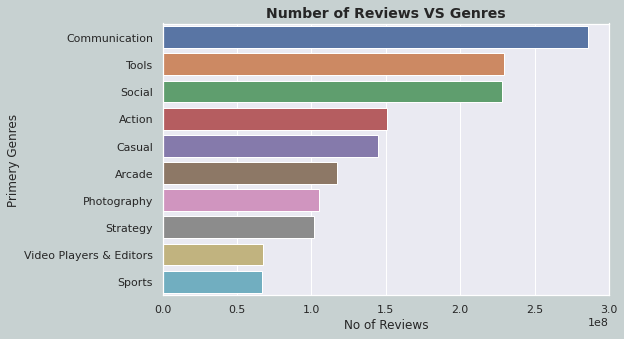 Number of Reviews VS Genres
Primery Genres
Communication
Tools
Social
Action
Casual
Arcade
Photography
Strategy
Video Players & Editors
Sports
0.0 0.5 1.0 1.5 2.0 2.5 3.0
1e8
No of Reviews